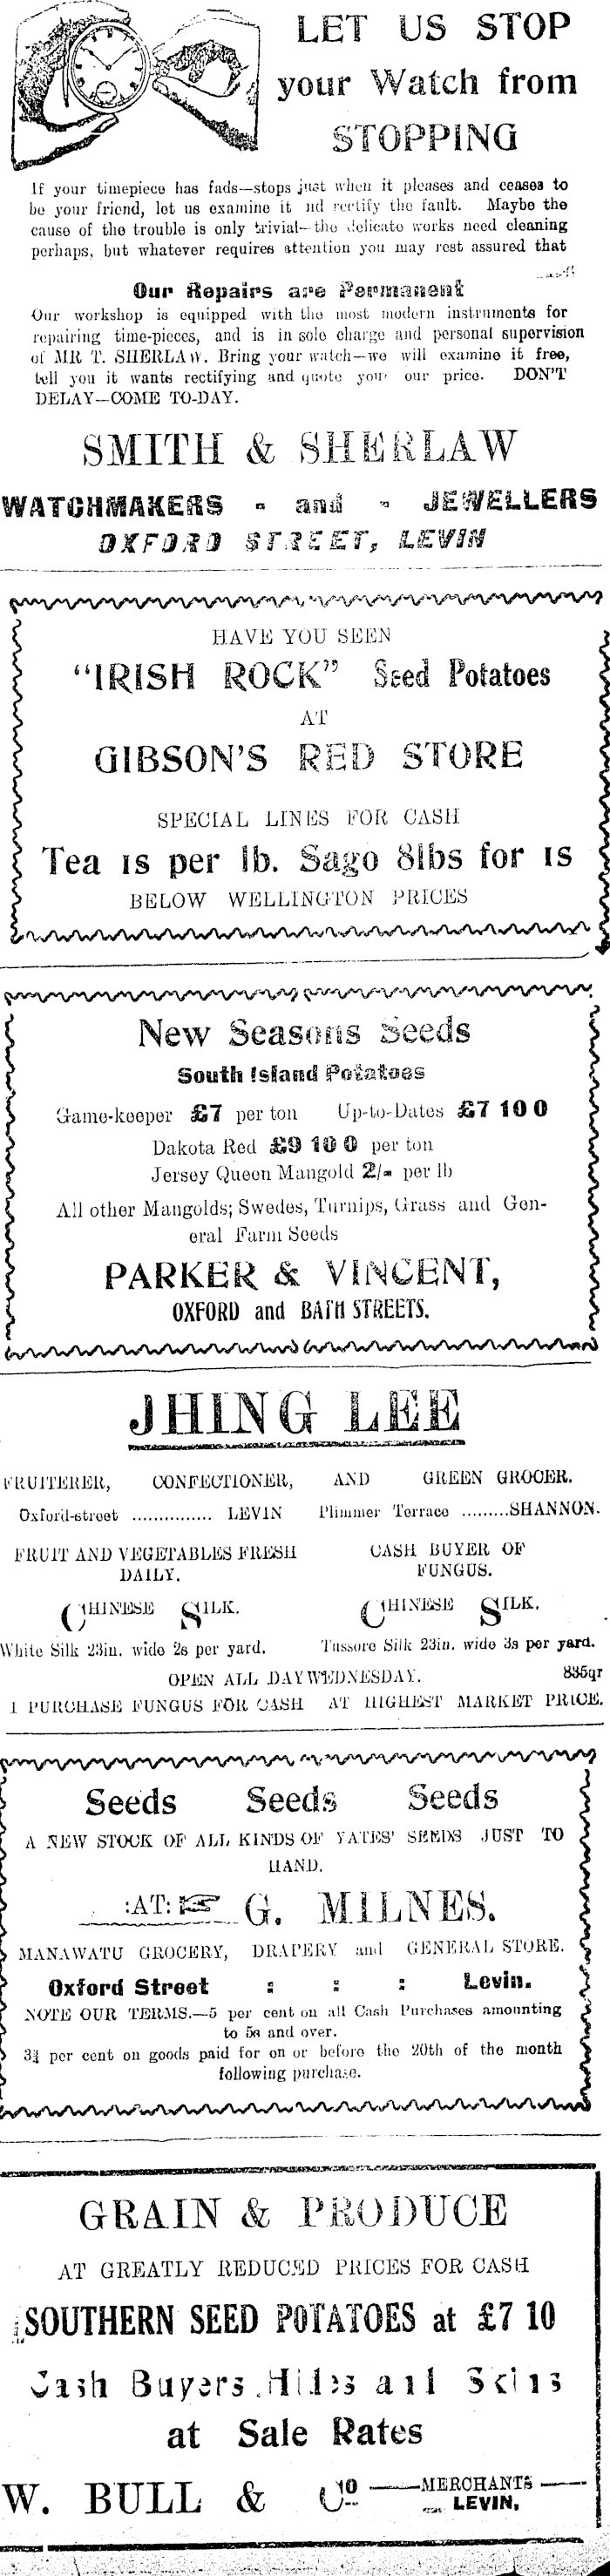 LET US STOP
your Watch from
STOPPING
If your timepiece has fads—stops just when it pleases and ceases to
be your friend, let us examine it nd rectify the fault. Maybe the
cause of the trouble is only trivial—the delicate works need cleaning
perhaps, but whatever requires attention you may rest assured that
Our Repairs are Permanent
Our workshop is equipped with the most modern instruments for
repairing time-pieces, and is in sole charge and personal supervision
of MR T. SHERLAW. Bring your watch—we will examine it free,
tell you it wants rectifying and quote your our price. DON'T
DELAY—COME TO-DAY.
SMITH & SHERLAW
WATCHMAKERS - and - JEWELLERS
OXFORD STREET, LEVIN
HAVE YOU SEEN
"IRISH ROCK" Seed Potatoes
AT
GIBSON'S RED STORE
SPECIAL LINES FOR CASH
Tea 1s per lb. Sago 8lbs for 1s
BELOW WELLINGTON PRICES
New Seasons Seeds
South Island Potatoes
Game-keeper £7 per ton Up-to-Dates £7 10 0
Dakota Red £9 10 0 per ton
Jersey Queen Mangold 2/- per lb
All other Mangolds; Swedes, Turnips, Grass and Gen-
eral Farm Seeds
PARKER & VINCENT,
OXFORD and BATH STREETS.
JHING LEE
FRUITERER, CONFECTIONER, AND GREEN GROCER.
Oxford-street ............... LEVIN Plimmer Terrace .........SHANNON.
FRUIT AND VEGETABLES FRESH
DAILY.
CASH BUYER OF
FUNGUS.
CHINESE SILK. CHINESE SILK.
White Silk 23in. wide 2s per yard. Tussore Silk 23in. wide 3s per yard.
OPEN ALL DAY WEDNESDAY. 835qr
I PURCHASE FUNGUS FOR CASH AT HIGHEST MARKET PRICE.
Seeds Seeds Seeds
A NEW STOCK OF ALL KINDS OF YATES' SEEDS JUST TO
HAND.
:AT: G. MILNES.
MANAWATU GROCERY, DRAPERY and GENERAL STORE.
Oxford Street : : : Levin.
NOTE OUR TERMS.—5 per cent on all Cash Purchases amounting
to 5s and over.
3¾ per cent on goods paid for on or before the 20th of the month
following purchase.
GRAIN & PRODUCE
AT GREATLY REDUCED PRICES FOR CASH
SOUTHERN SEED POTATOES at £7 10
Cash Buyers Hides and Skins
at Sale Rates
W. BULL & Co MERCHANTS
LEVIN.